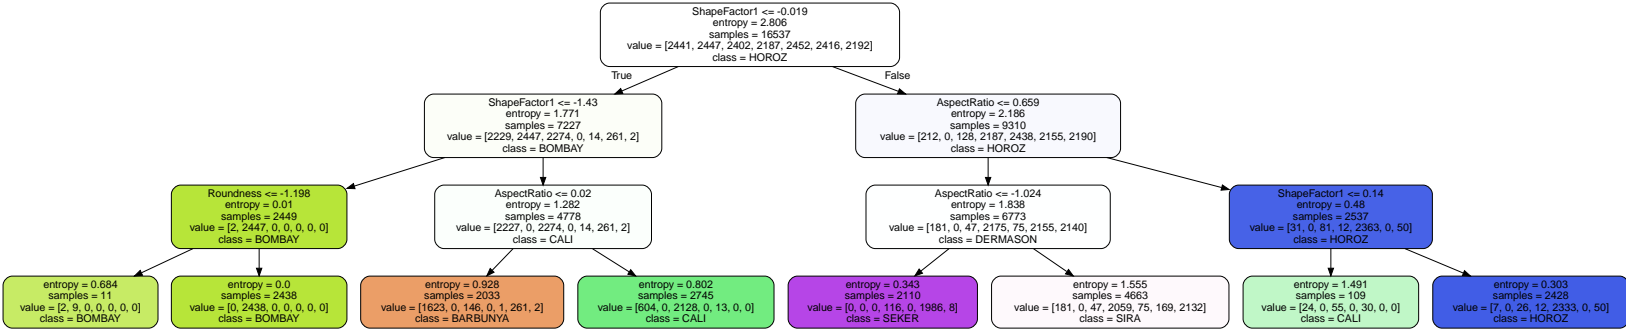 ShapeFactor1 <= -0.019
entropy = 2.806
samples = 16537
value = [2441, 2447, 2402, 2187, 2452, 2416, 2192]
class = HOROZ
True
False
ShapeFactor1 <= -1.43
entropy = 1.771
samples = 7227
value = [2229, 2447, 2274, 0, 14, 261, 2]
class = BOMBAY
AspectRatio <= 0.659
entropy = 2.186
samples = 9310
value = [212, 0, 128, 2187, 2438, 2155, 2190]
class = HOROZ
Roundness <= -1.198
entropy = 0.01
samples = 2449
value = [2, 2447, 0, 0, 0, 0, 0]
class = BOMBAY
AspectRatio <= 0.02
entropy = 1.282
samples = 4778
value = [2227, 0, 2274, 0, 14, 261, 2]
class = CALI
AspectRatio <= -1.024
entropy = 1.838
samples = 6773
value = [181, 0, 47, 2175, 75, 2155, 2140]
class = DERMASON
ShapeFactor1 <= 0.14
entropy = 0.48
samples = 2537
value = [31, 0, 81, 12, 2363, 0, 50]
class = HOROZ
entropy = 0.684
samples = 11
value = [2, 9, 0, 0, 0, 0, 0]
class = BOMBAY
entropy = 0.0
samples = 2438
value = [0, 2438, 0, 0, 0, 0, 0]
class = BOMBAY
entropy = 0.928
samples = 2033
value = [1623, 0, 146, 0, 1, 261, 2]
class = BARBUNYA
entropy = 0.802
samples = 2745
value = [604, 0, 2128, 0, 13, 0, 0]
class = CALI
entropy = 0.343
samples = 2110
value = [0, 0, 0, 116, 0, 1986, 8]
class = SEKER
entropy = 1.555
samples = 4663
value = [181, 0, 47, 2059, 75, 169, 2132]
class = SIRA
entropy = 1.491
samples = 109
value = [24, 0, 55, 0, 30, 0, 0]
class = CALI
entropy = 0.303
samples = 2428
value = [7, 0, 26, 12, 2333, 0, 50]
class = HOROZ